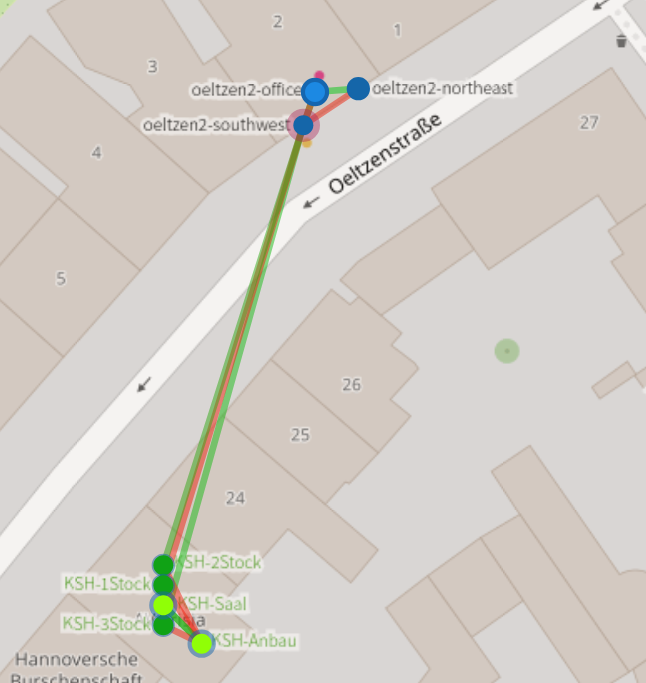 2
1
3
oeltzen2-office
oeltzen2-northeast
oeltzen2-southwest
27
4
Oeltzenstraße
5
26
25
24
KSH-2Stock
KSH-1Stock
KSH-Saal
KSH-3Stock
KSH-Anbau
Hannoversche
Burschenschaft